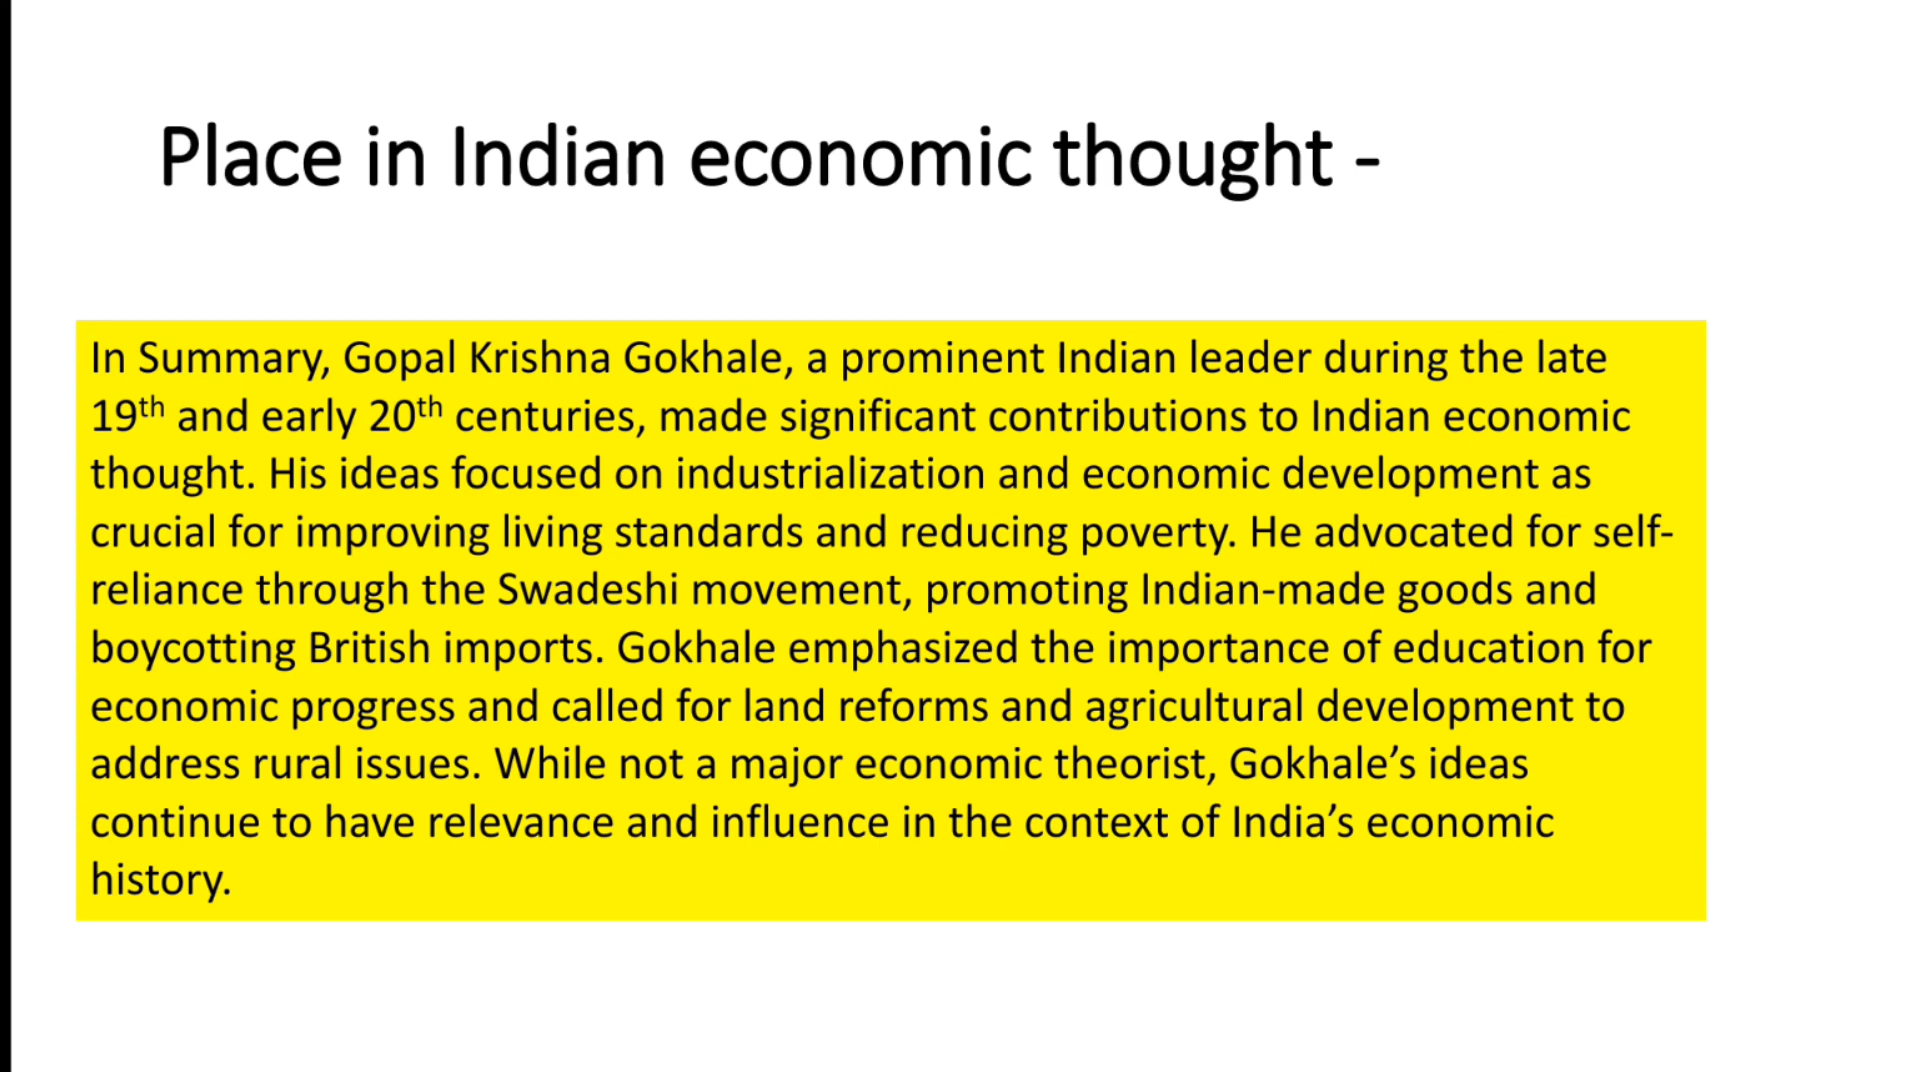 Place in Indian economic thought -
In Summary, Gopal Krishna Gokhale, a prominent Indian leader during the late
19th and early 20th centuries, made significant contributions to Indian economic
thought. His ideas focused on industrialization and economic development as
crucial for improving living standards and reducing poverty. He advocated for self-
reliance through the Swadeshi movement, promoting Indian-made goods and
boycotting British imports. Gokhale emphasized the importance of education for
economic progress and called for land reforms and agricultural development to
address rural issues. While not a major economic theorist, Gokhale’s ideas
continue to have relevance and influence in the context of India’s economic
history.